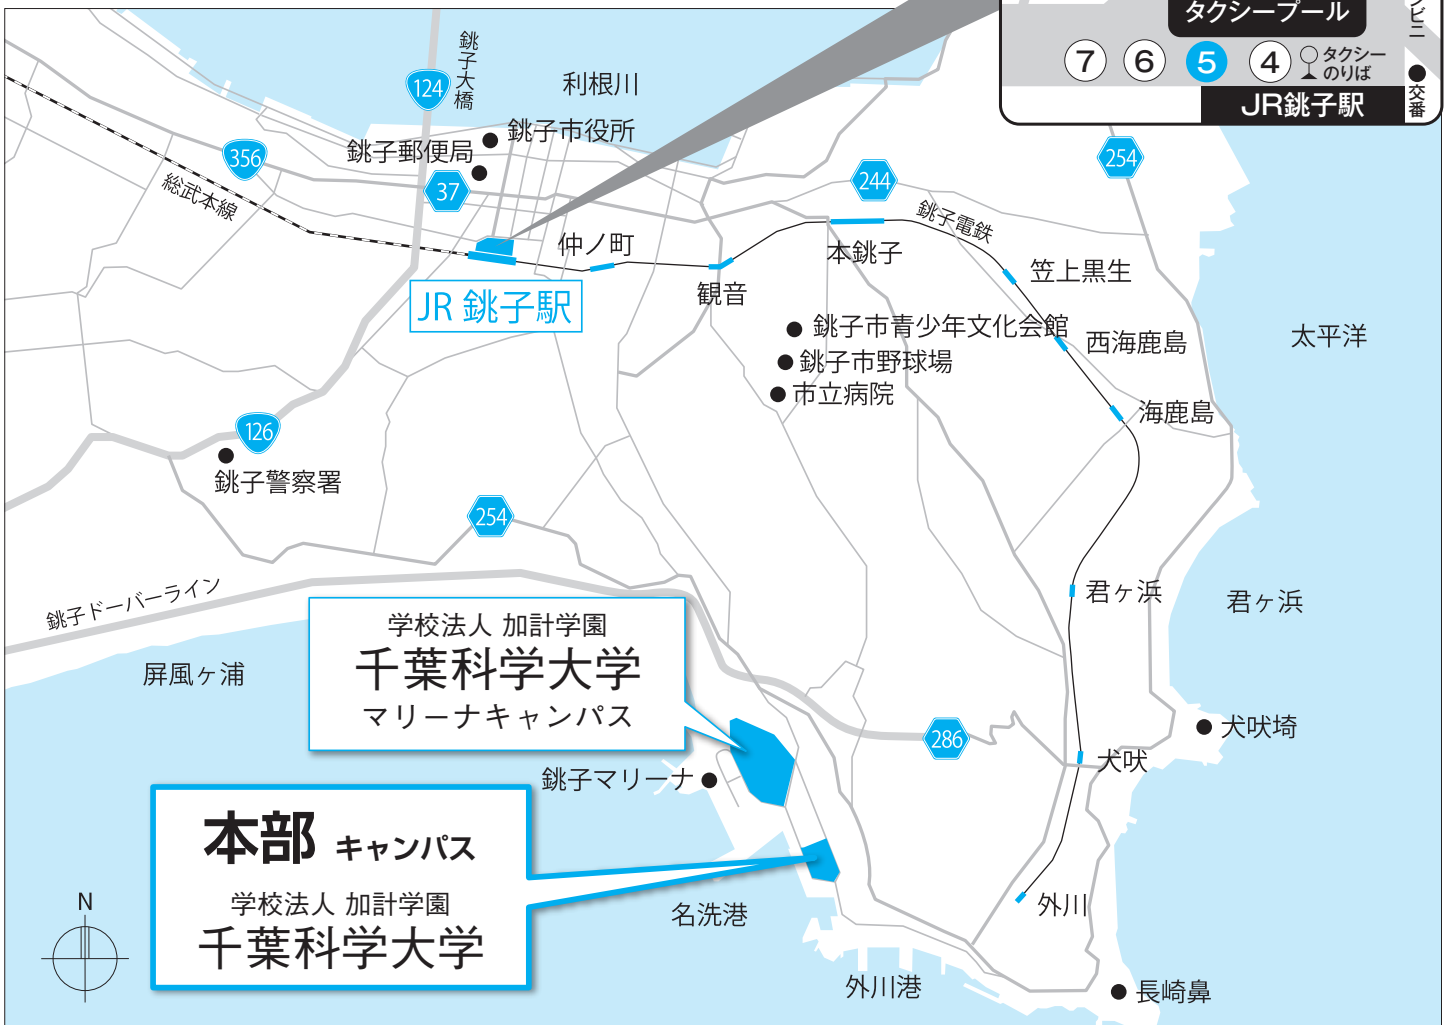 タクシープール
ンビニ
⑦ ⑥ ⑤ ④
タクシー
のりば
交番
JR銚子駅
銚子大橋
124
利根川
銚子市役所
銚子郵便局
356
37
244
254
総武本線
仲ノ町
本銚子
銚子電鉄
笠上黒生
観音
JR 銚子駅
銚子市青少年文化会館
西海鹿島
太平洋
銚子市野球場
市立病院
海鹿島
126
銚子警察署
254
銚子ドーバーライン
君ヶ浜
君ヶ浜
屏風ヶ浦
学校法人 加計学園
千葉科学大学
マリーナキャンパス
286
犬吠埼
犬吠
銚子マリーナ
本部 キャンパス
学校法人 加計学園
千葉科学大学
N
名洗港
外川
外川港
長崎鼻